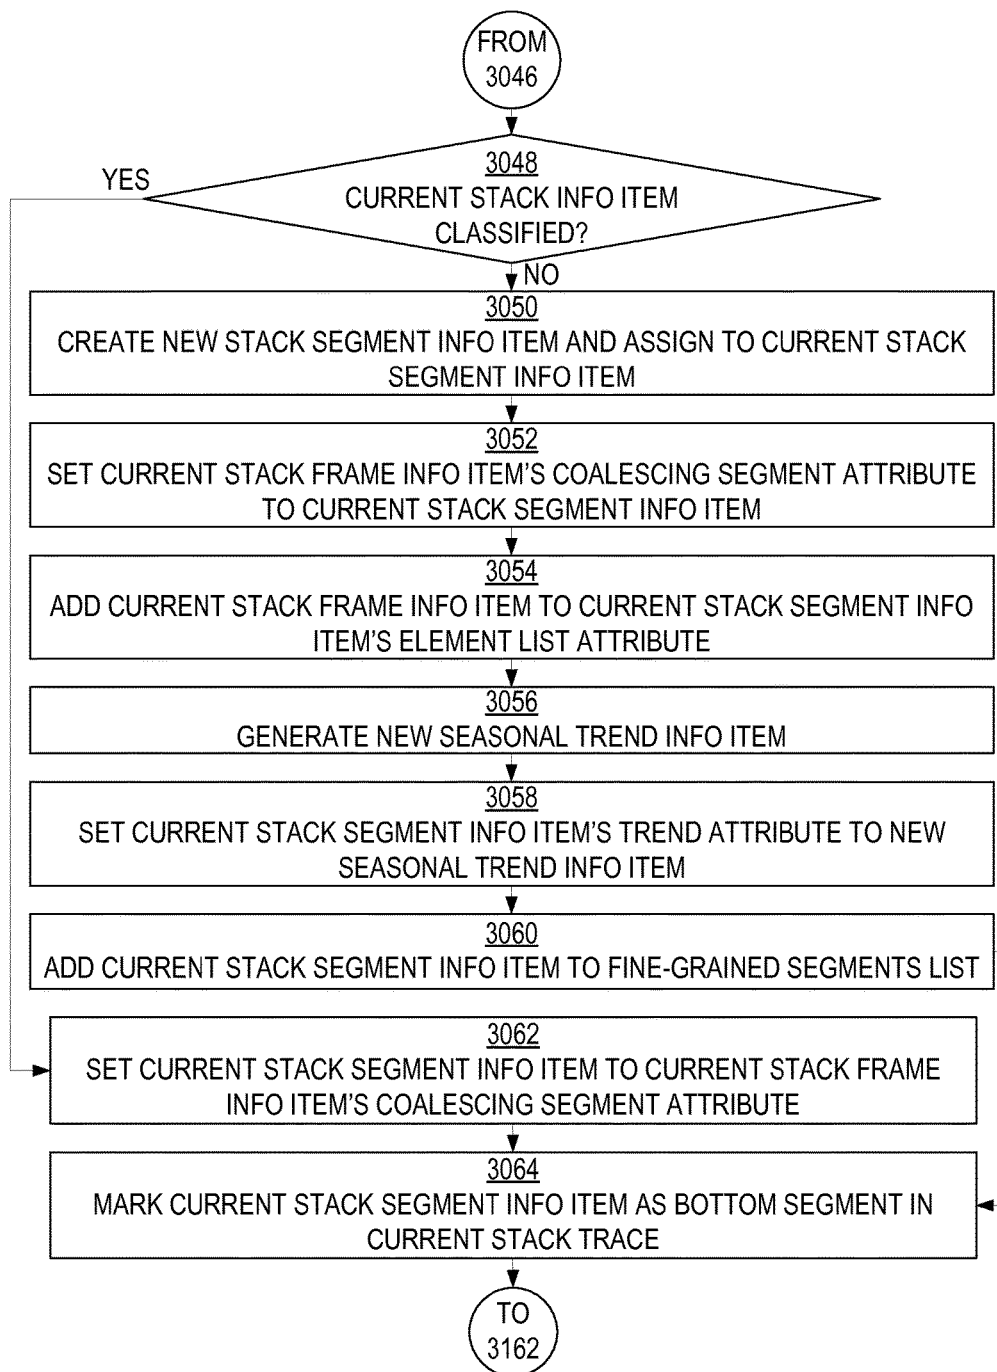 FROM
3046
3048
CURRENT STACK INFO ITEM
CLASSIFIED?
YES
NO
3050
CREATE NEW STACK SEGMENT INFO ITEM AND ASSIGN TO CURRENT STACK
SEGMENT INFO ITEM
3052
SET CURRENT STACK FRAME INFO ITEM'S COALESCING SEGMENT ATTRIBUTE
TO CURRENT STACK SEGMENT INFO ITEM
3054
ADD CURRENT STACK FRAME INFO ITEM TO CURRENT STACK SEGMENT INFO
ITEM'S ELEMENT LIST ATTRIBUTE
3056
GENERATE NEW SEASONAL TREND INFO ITEM
3058
SET CURRENT STACK SEGMENT INFO ITEM'S TREND ATTRIBUTE TO NEW
SEASONAL TREND INFO ITEM
3060
ADD CURRENT STACK SEGMENT INFO ITEM TO FINE-GRAINED SEGMENTS LIST
3062
SET CURRENT STACK SEGMENT INFO ITEM TO CURRENT STACK FRAME
INFO ITEM'S COALESCING SEGMENT ATTRIBUTE
3064
MARK CURRENT STACK SEGMENT INFO ITEM AS BOTTOM SEGMENT IN
CURRENT STACK TRACE
TO
3162